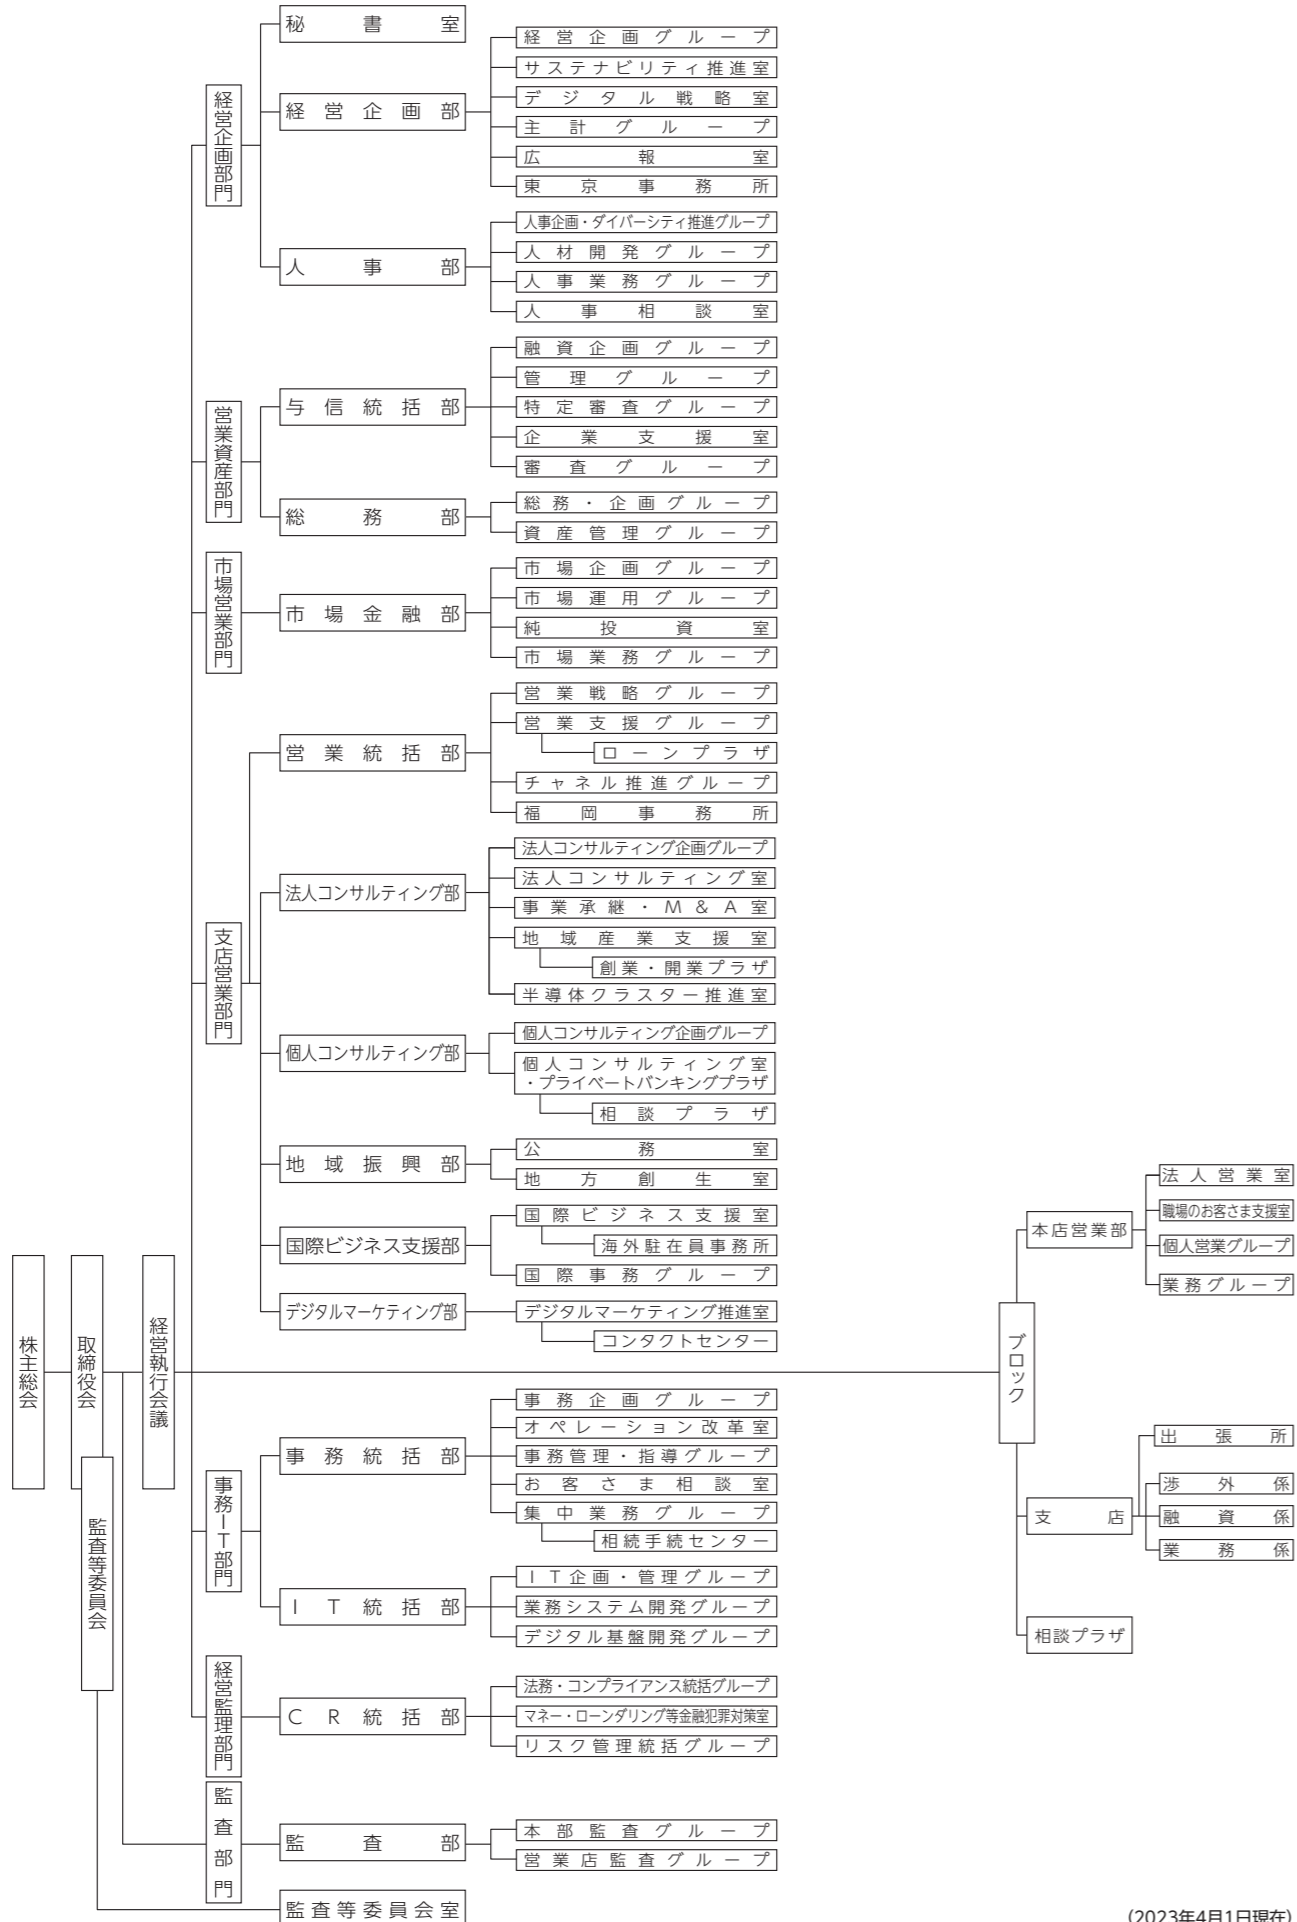 株主総会
取締役会
監査等委員会
経営執行会議
経営企画部門
秘書室
経営企画部
経営企画グループ
サステナビリティ推進室
デジタル戦略室
主計グループ
広報室
東京事務所
人事部
人事企画・ダイバーシティ推進グループ
人材開発グループ
人事業務グループ
人事相談室
営業資産部門
与信統括部
融資企画グループ
管理グループ
特定審査グループ
企業支援室
審査グループ
総務部
総務・企画グループ
資産管理グループ
市場営業部門
市場金融部
市場企画グループ
市場運用グループ
純投資室
市場業務グループ
支店営業部門
営業統括部
営業戦略グループ
営業支援グループ
ローンプラザ
チャネル推進グループ
福岡事務所
法人コンサルティング部
法人コンサルティング企画グループ
法人コンサルティング室
事業承継・M&A室
地域産業支援室
創業・開業プラザ
半導体クラスター推進室
個人コンサルティング部
個人コンサルティング企画グループ
個人コンサルティング室
・プライベートバンキングプラザ
相談プラザ
地域振興部
公務室
地方創生室
国際ビジネス支援部
国際ビジネス支援室
海外駐在員事務所
国際事務グループ
デジタルマーケティング部
デジタルマーケティング推進室
コンタクトセンター
事務IT部門
事務統括部
事務企画グループ
オペレーション改革室
事務管理・指導グループ
お客さま相談室
集中業務グループ
相続手続センター
IT統括部
IT企画・管理グループ
業務システム開発グループ
デジタル基盤開発グループ
経営監理部門
CR統括部
法務・コンプライアンス統括グループ
マネー・ローンダリング等金融犯罪対策室
リスク管理統括グループ
監査部門
監査部
本部監査グループ
営業店監査グループ
監査等委員会室
ブロック
本店営業部
法人営業室
職場のお客さま支援室
個人営業グループ
業務グループ
支店
出張所
渉外係
融資係
業務係
相談プラザ
(2023年4月1日現在)